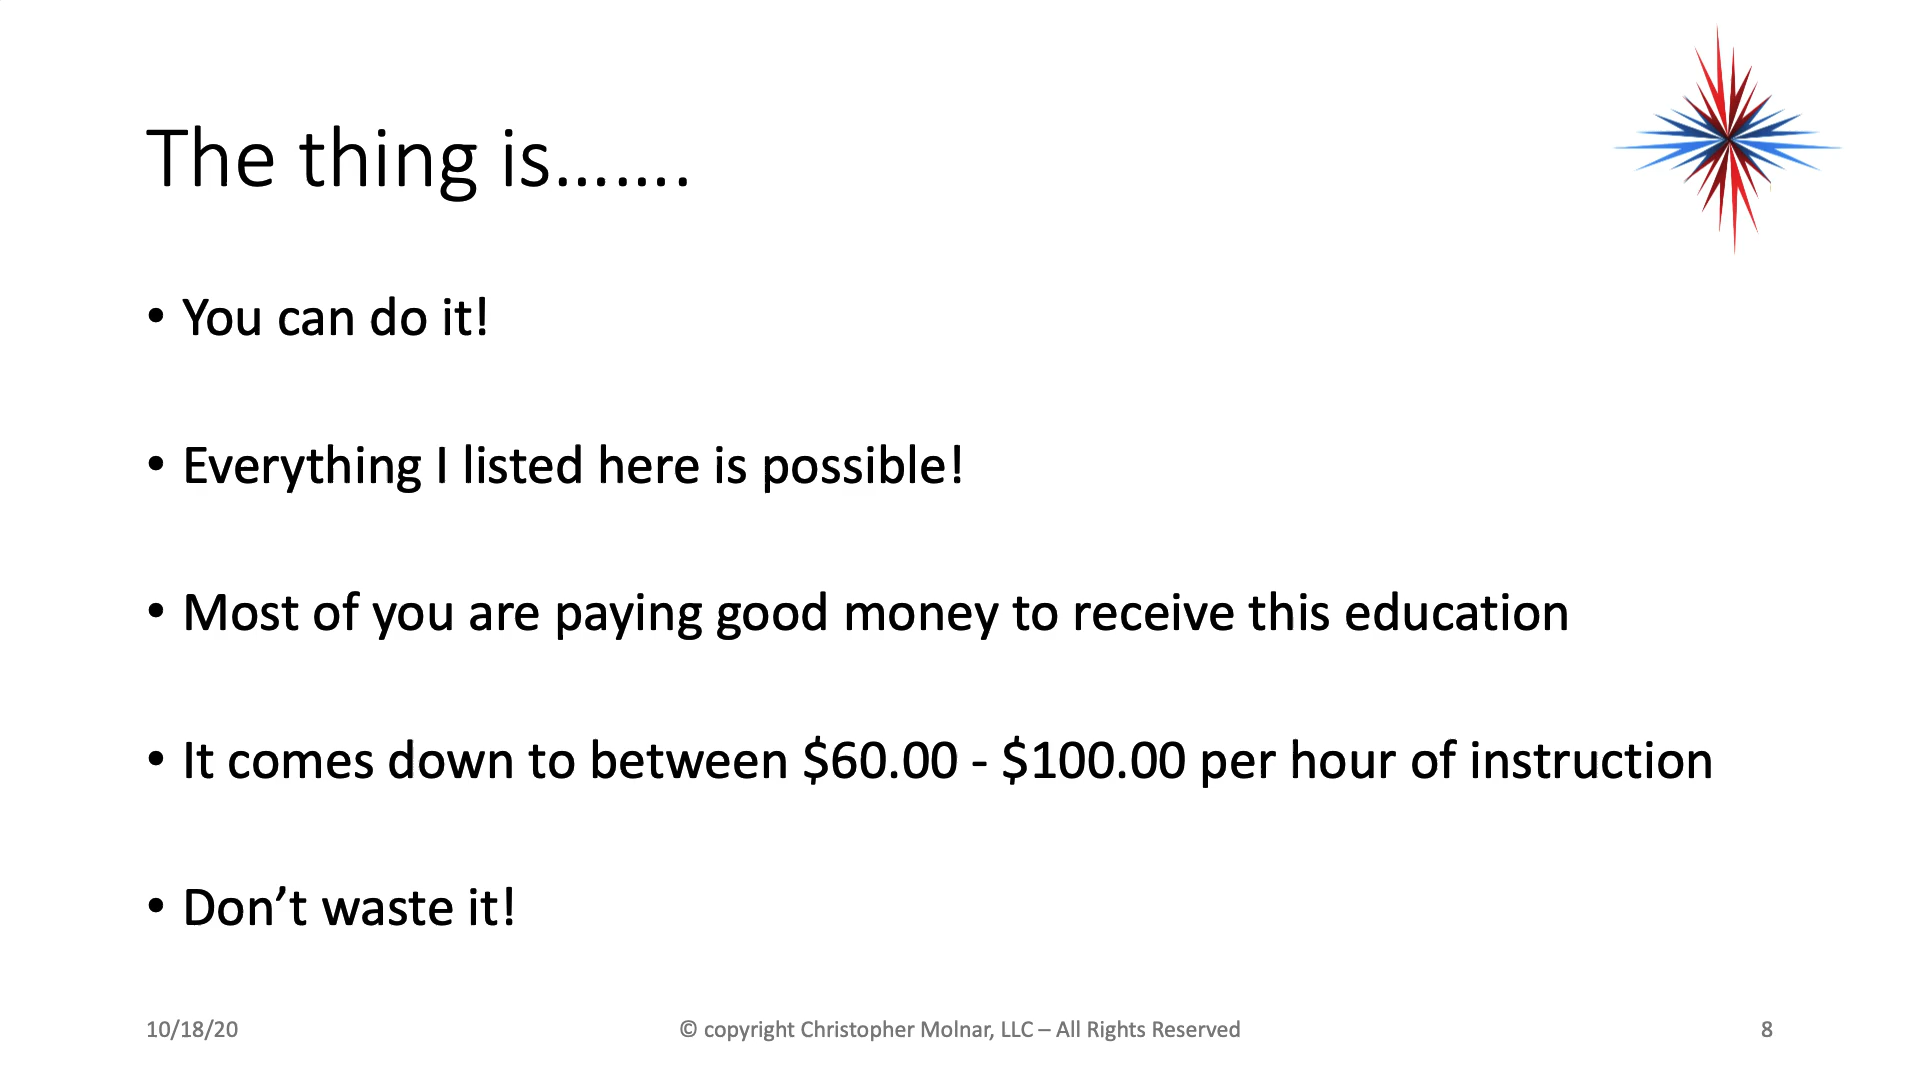 The thing is…….
• You can do it!
• Everything I listed here is possible!
• Most of you are paying good money to receive this education
• It comes down to between $60.00 - $100.00 per hour of instruction
• Don’t waste it!
10/18/20
© copyright Christopher Molnar, LLC – All Rights Reserved
8